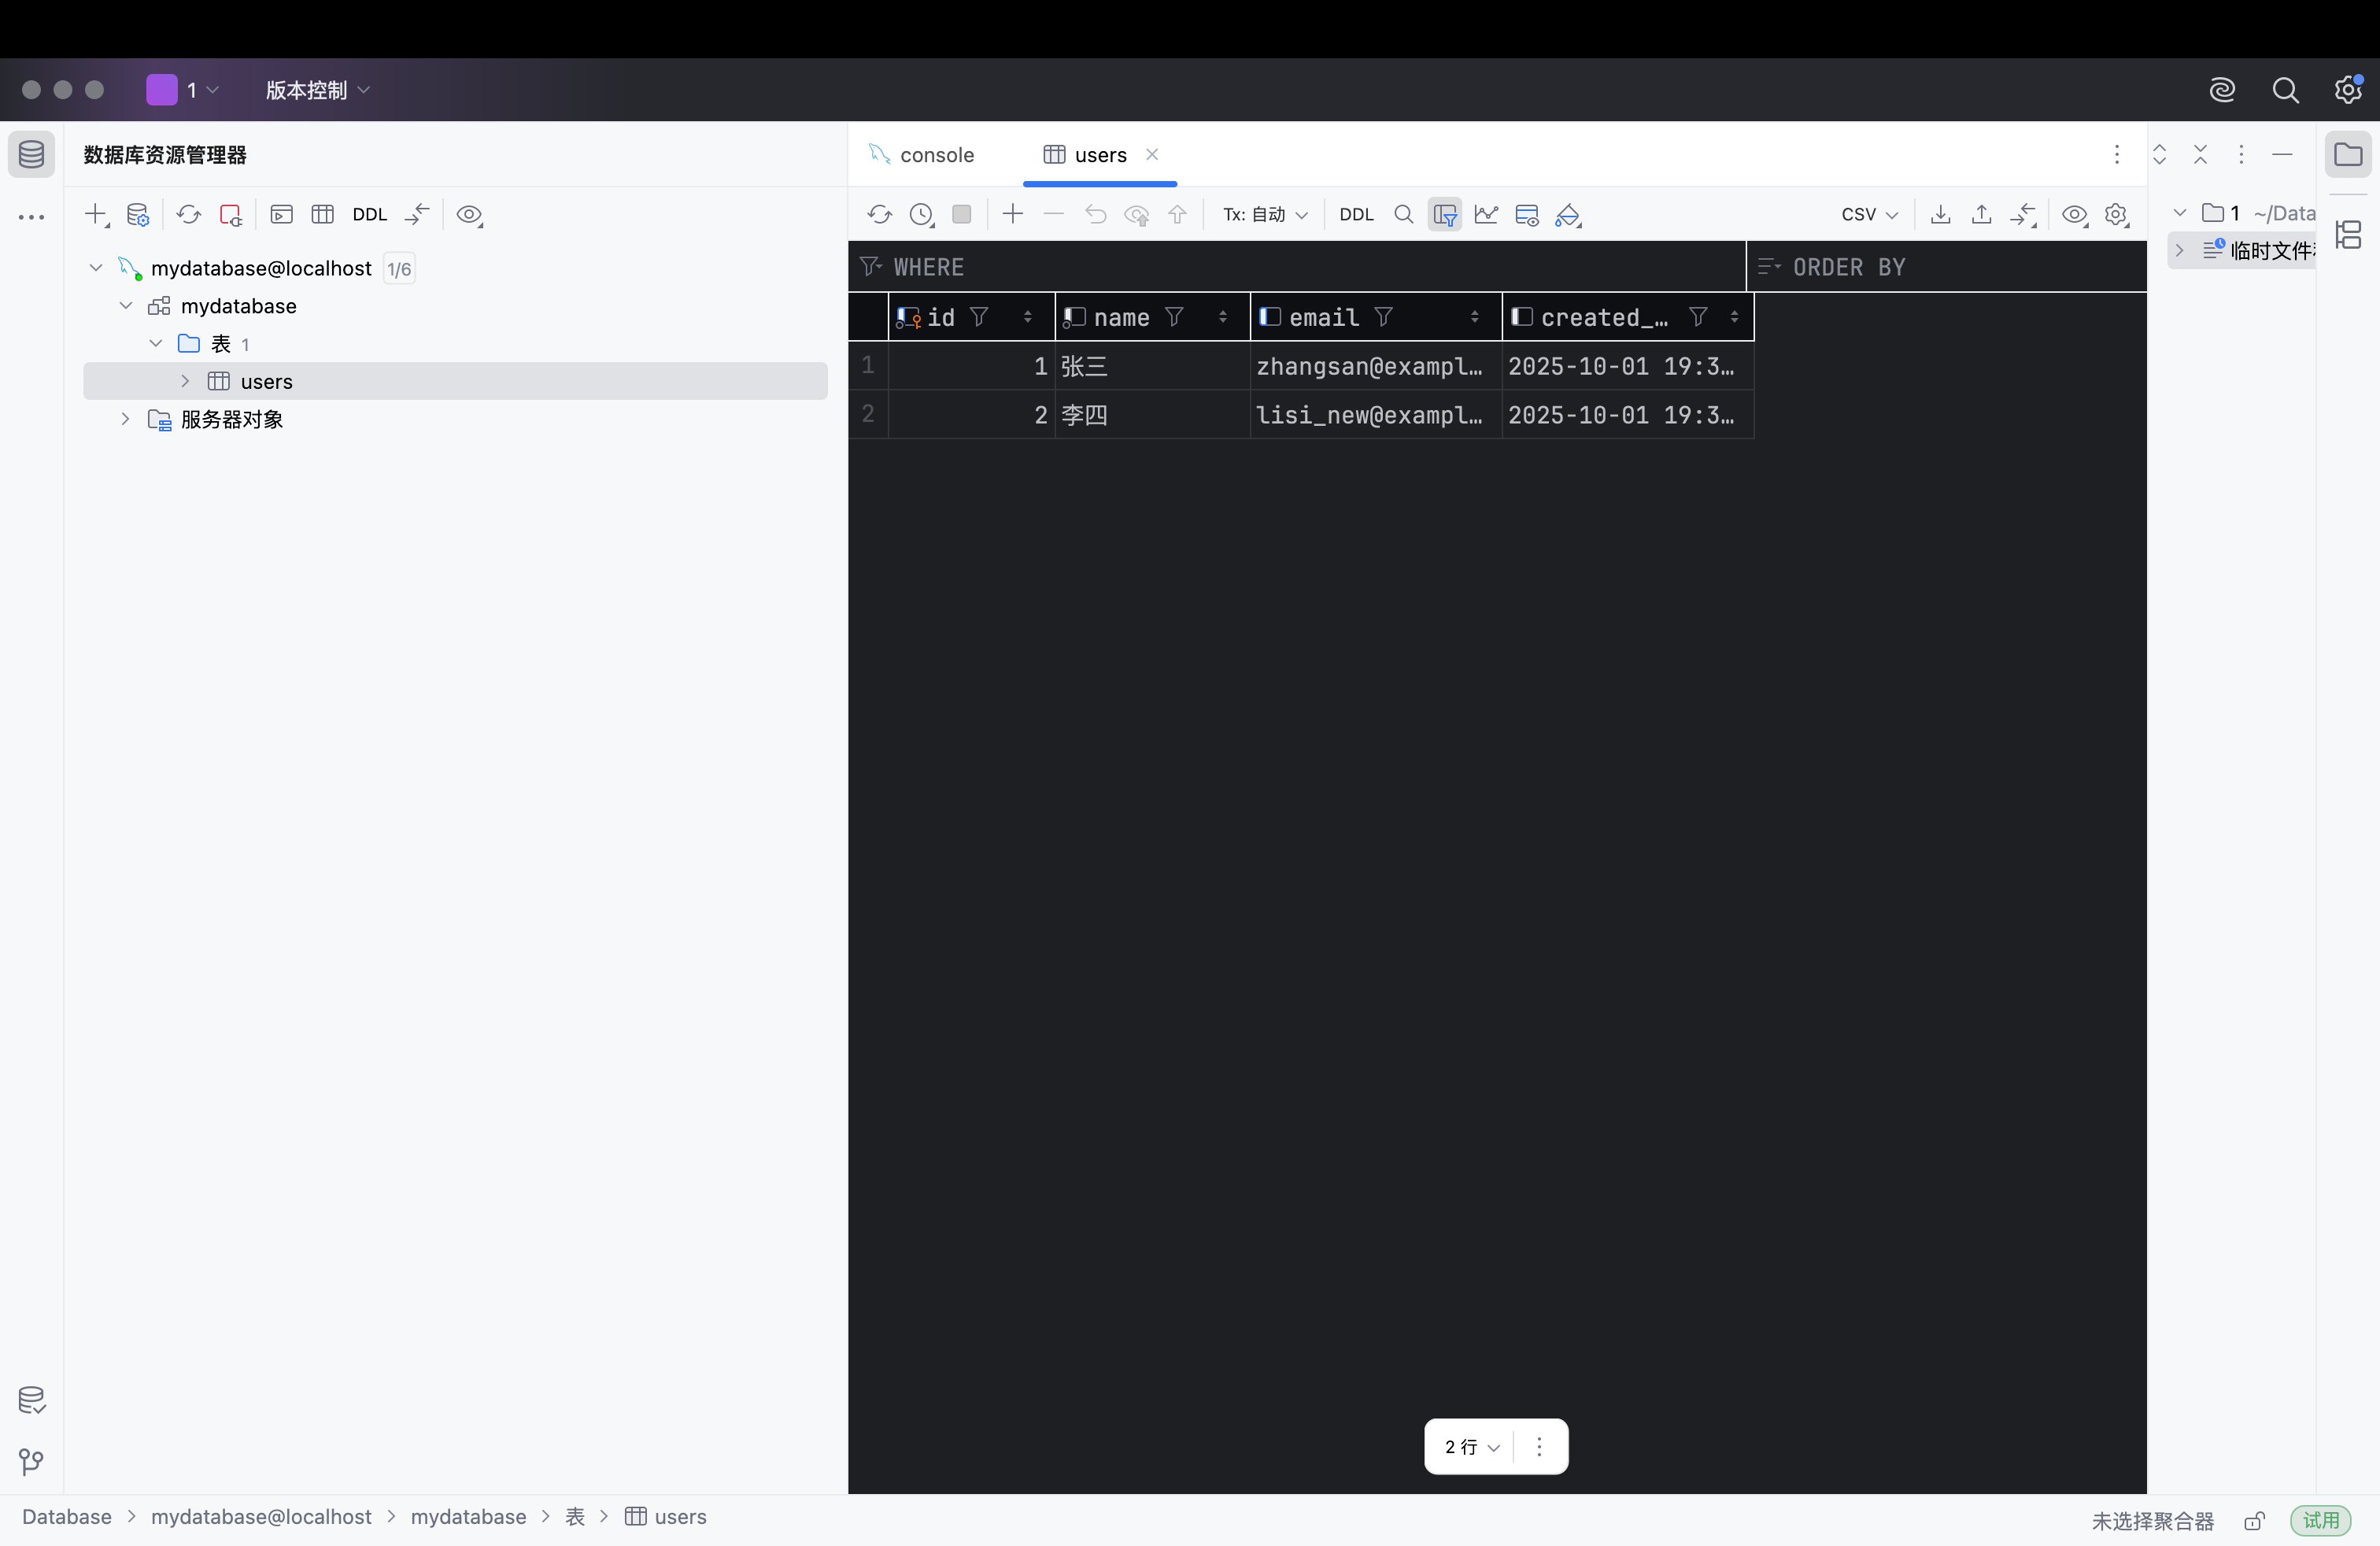 1 版本控制
数据库资源管理器
console users
DDL
Tx: 自动 DDL CSV
1 ~/Data
临时文件
mydatabase@localhost 1/6
mydatabase
表 1
users
服务器对象
WHERE ORDER BY
id name email created_…
1 1 张三 zhangsan@exampl… 2025-10-01 19:3…
2 2 李四 lisi_new@exampl… 2025-10-01 19:3…
2 行
Database mydatabase@localhost mydatabase 表 users
未选择聚合器 试用